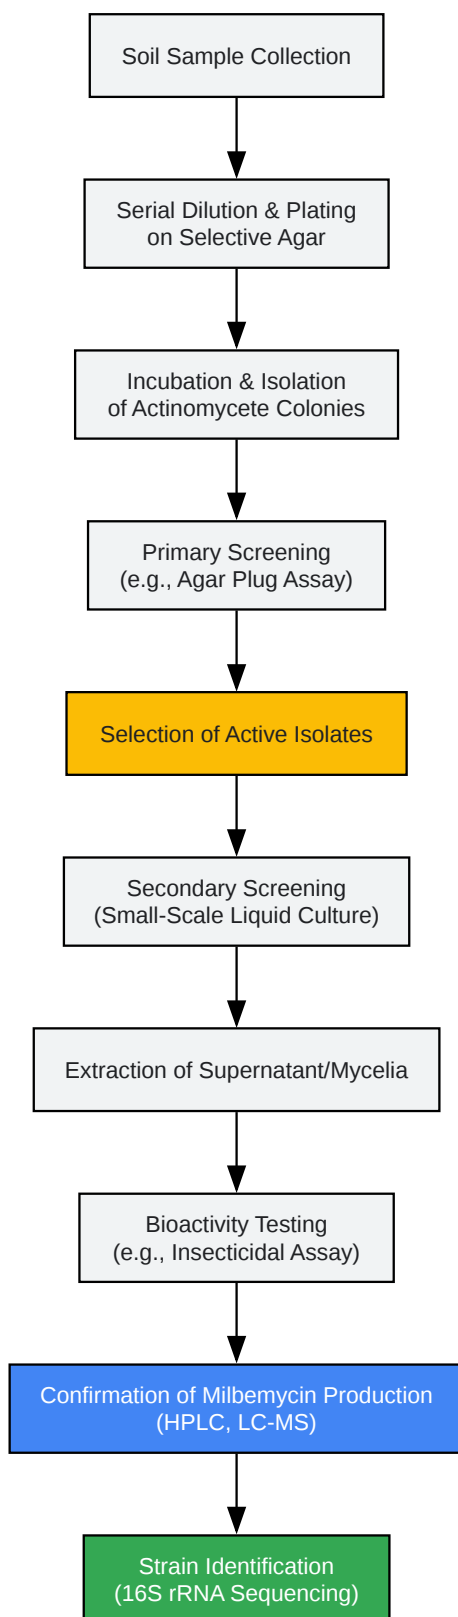 Soil Sample Collection
Serial Dilution & Plating
on Selective Agar
Incubation & Isolation
of Actinomycete Colonies
Primary Screening
(e.g., Agar Plug Assay)
Selection of Active Isolates
Secondary Screening
(Small-Scale Liquid Culture)
Extraction of Supernatant/Mycelia
Bioactivity Testing
(e.g., Insecticidal Assay)
Confirmation of Milbemycin Production
(HPLC, LC-MS)
Strain Identification
(16S rRNA Sequencing)